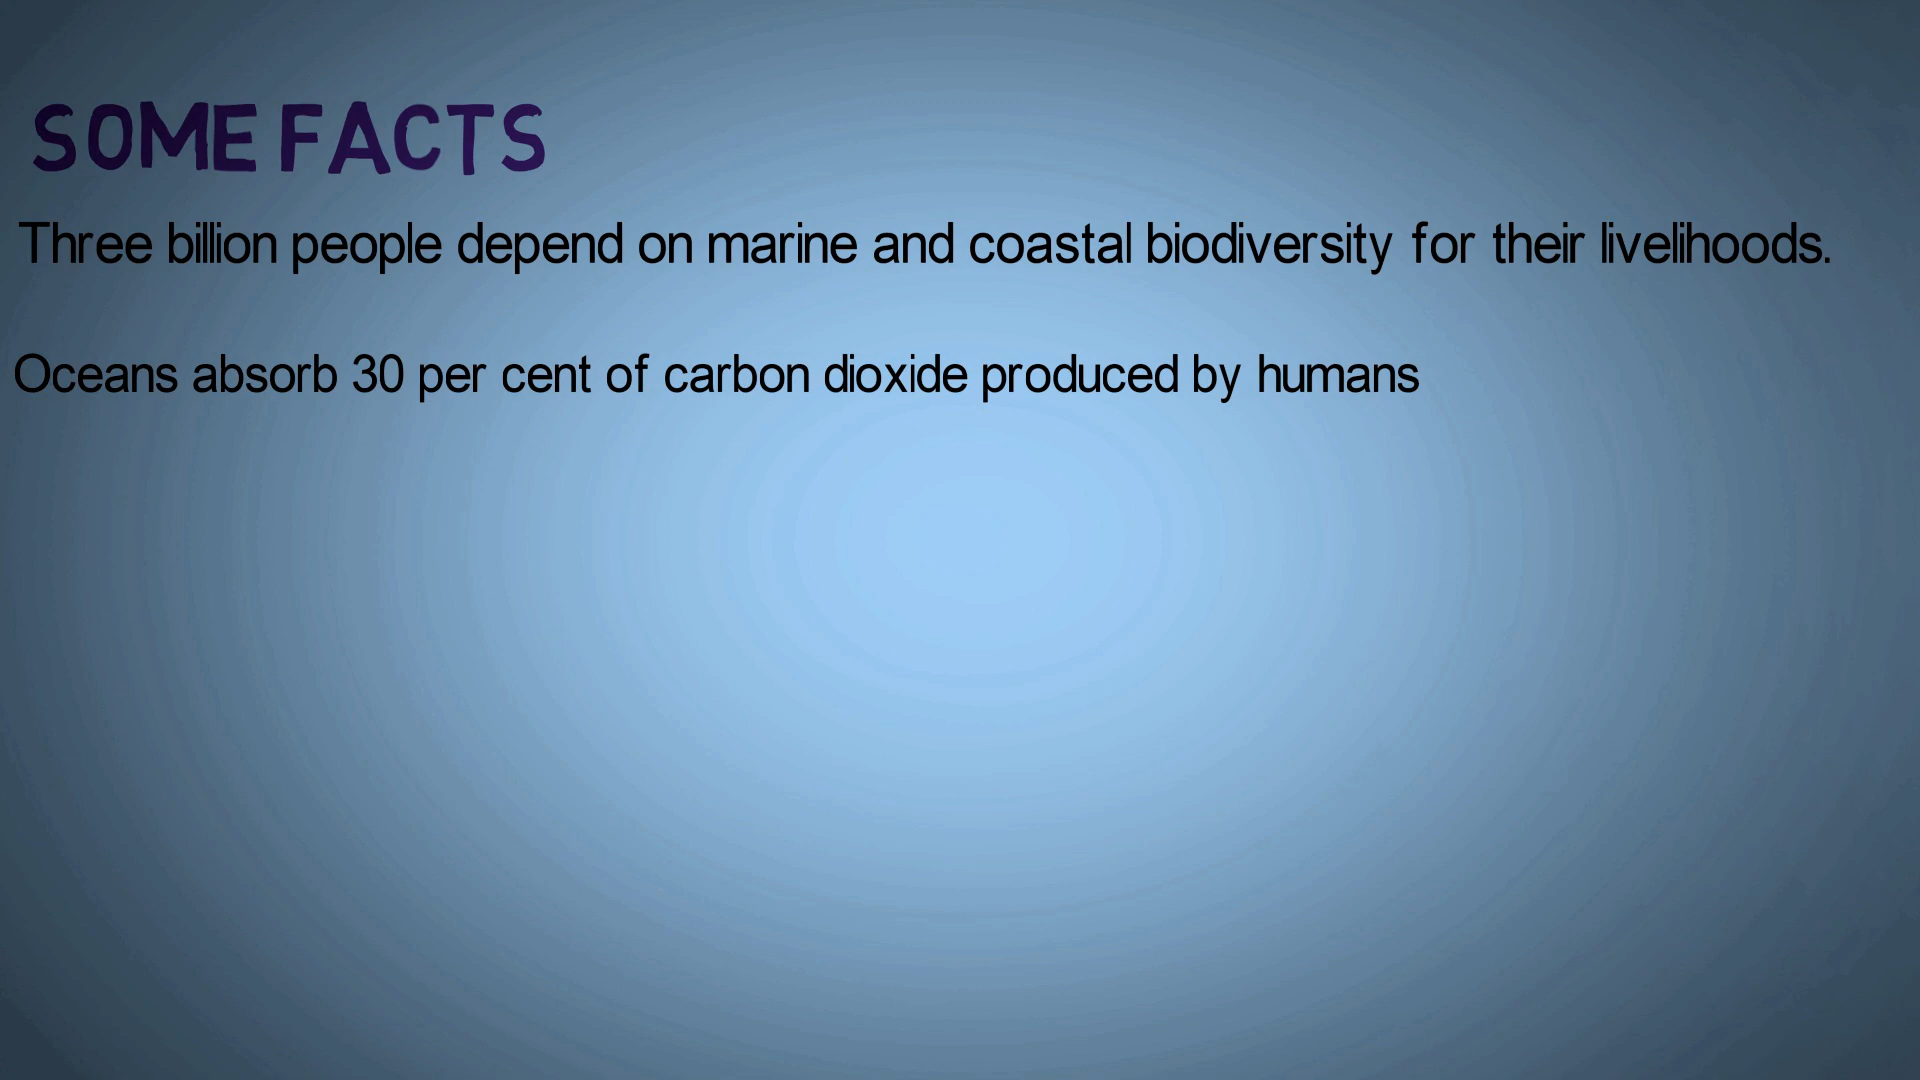 SOME FACTS
Three billion people depend on marine and coastal biodiversity for their livelihoods.
Oceans absorb 30 per cent of carbon dioxide produced by humans